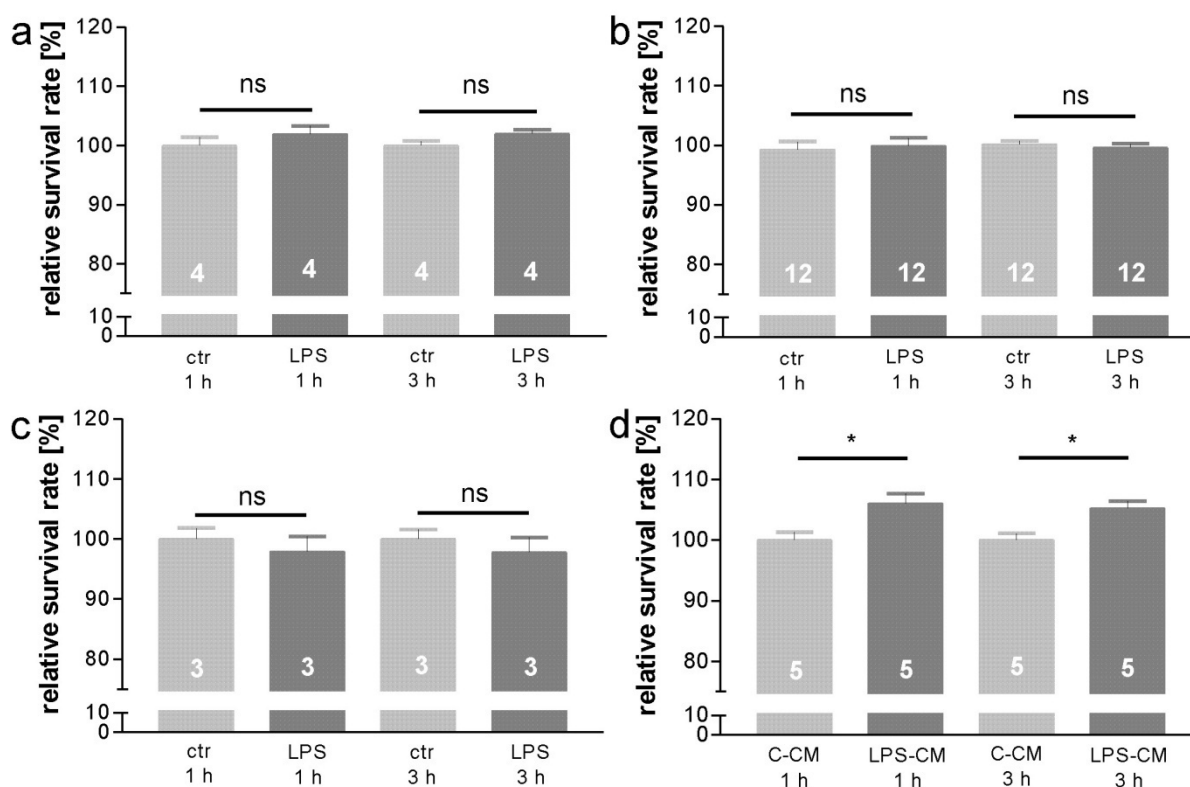 a
relative survival rate [%]
120
110
100
90
80
10
0
ns
ns
4
4
4
4
ctr
1 h
LPS
1 h
ctr
3 h
LPS
3 h
b
relative survival rate [%]
120
110
100
90
80
10
0
ns
ns
12
12
12
12
ctr
1 h
LPS
1 h
ctr
3 h
LPS
3 h
c
relative survival rate [%]
120
110
100
90
80
10
0
ns
ns
3
3
3
3
ctr
1 h
LPS
1 h
ctr
3 h
LPS
3 h
d
relative survival rate [%]
120
110
100
90
80
10
0
*
*
5
5
5
5
C-CM
1 h
LPS-CM
1 h
C-CM
3 h
LPS-CM
3 h